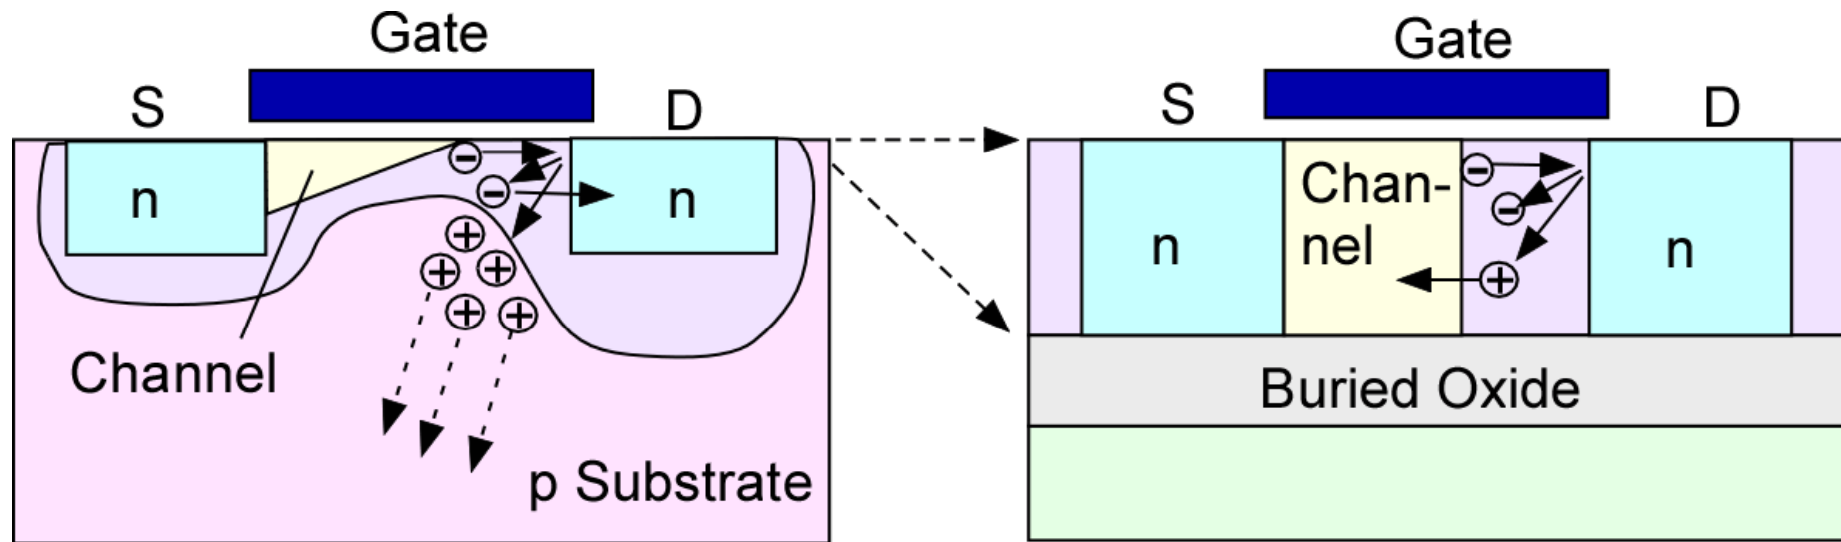 Gate
S
D
n
n
Channel
p Substrate
Gate
S
D
Chan-
nel
n
n
Buried Oxide